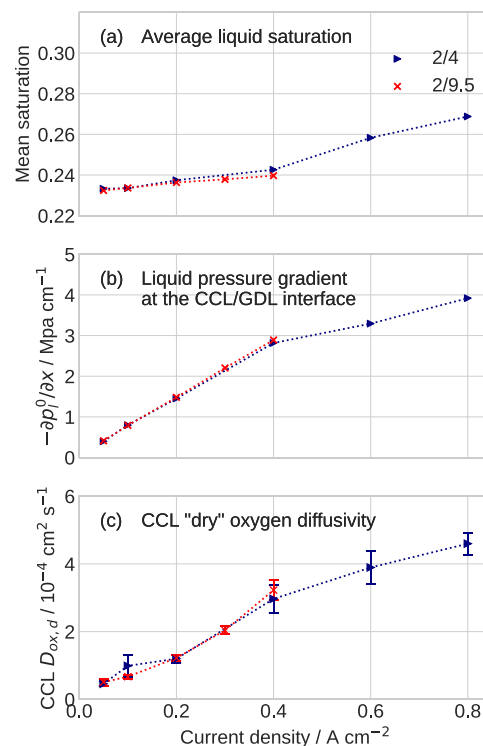 (a) Average liquid saturation
2/4
2/9.5
0.30
0.28
0.26
0.24
0.22
Mean saturation
(b) Liquid pressure gradient
at the CCL/GDL interface
5
4
3
2
1
0
−∂p_l^0/∂x / Mpa cm⁻¹
(c) CCL "dry" oxygen diffusivity
6
4
2
0
CCL D_{ox, d} / 10⁻⁴ cm² s⁻¹
0.0 0.2 0.4 0.6 0.8
Current density / A cm⁻²